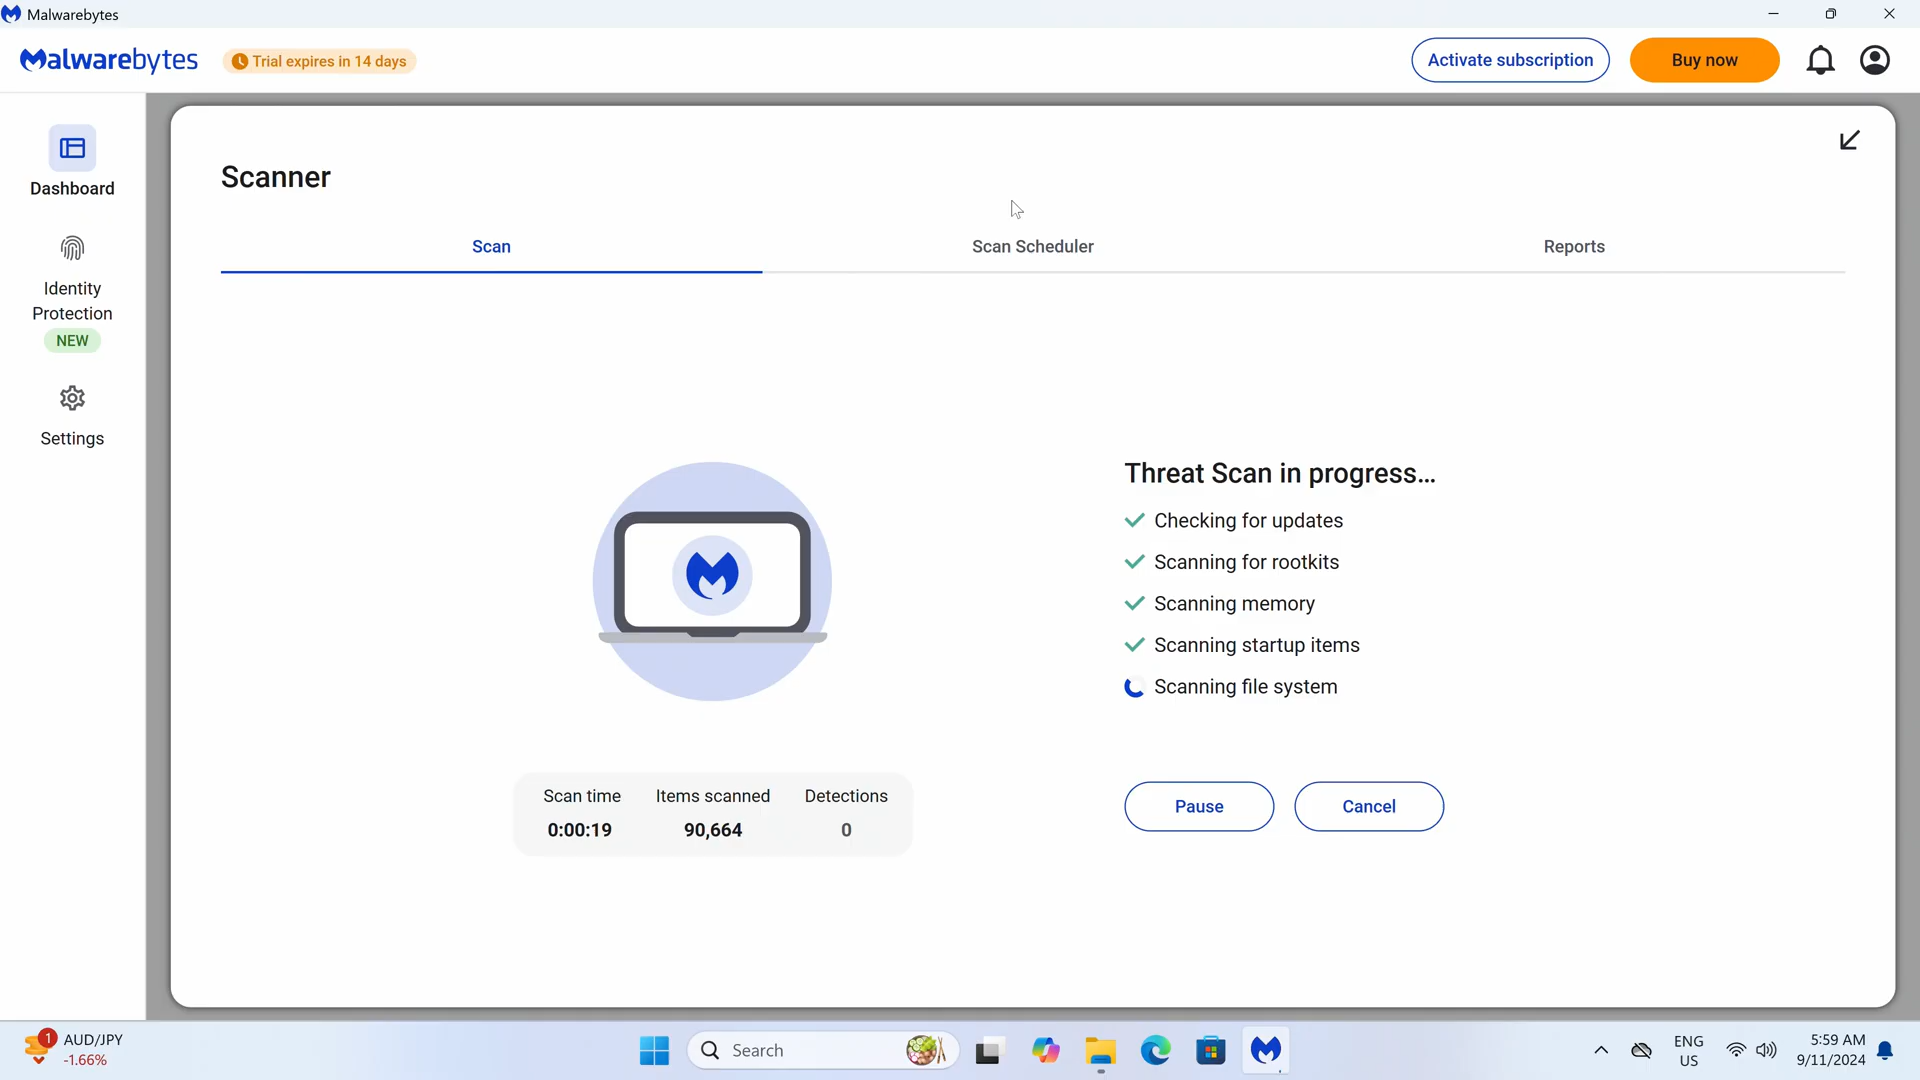 Malwarebytes
Malwarebytes
Trial expires in 14 days
Activate subscription
Buy now
Dashboard
Identity
Protection
NEW
Settings
Scanner
Scan
Scan Scheduler
Reports
Threat Scan in progress...
Checking for updates
Scanning for rootkits
Scanning memory
Scanning startup items
Scanning file system
Scan time
Items scanned
Detections
0:00:19
90,664
0
Pause
Cancel
1
AUD/JPY
-1.66%
Search
ENG
US
5:59 AM
9/11/2024